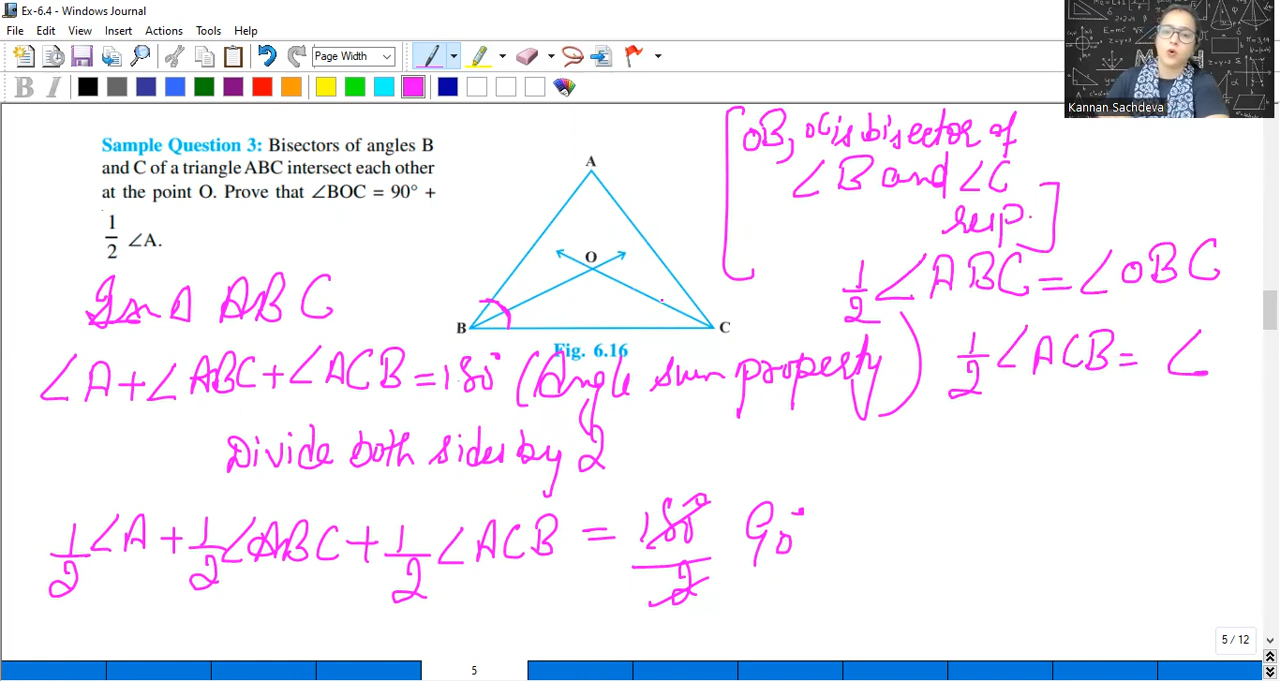 Ex-6.4 - Windows Journal
File Edit View Insert Actions Tools Help
Page Width
B I
Kannan Sachdeva
Sample Question 3: Bisectors of angles B
and C of a triangle ABC intersect each other
at the point O. Prove that ∠BOC = 90° +
1/2 ∠A.
A
O
B
C
Fig. 6.16
[OB, OC is bisector of
∠B and ∠C
resp.]
1/2 ∠ABC = ∠OBC
1/2 ∠ACB = ∠
In Δ ABC
∠A + ∠ABC + ∠ACB = 180° (Angle sum property)
Divide both sides by 2
1/2 ∠A + 1/2 ∠ABC + 1/2 ∠ACB = 180°/2 90°
5 / 12
5